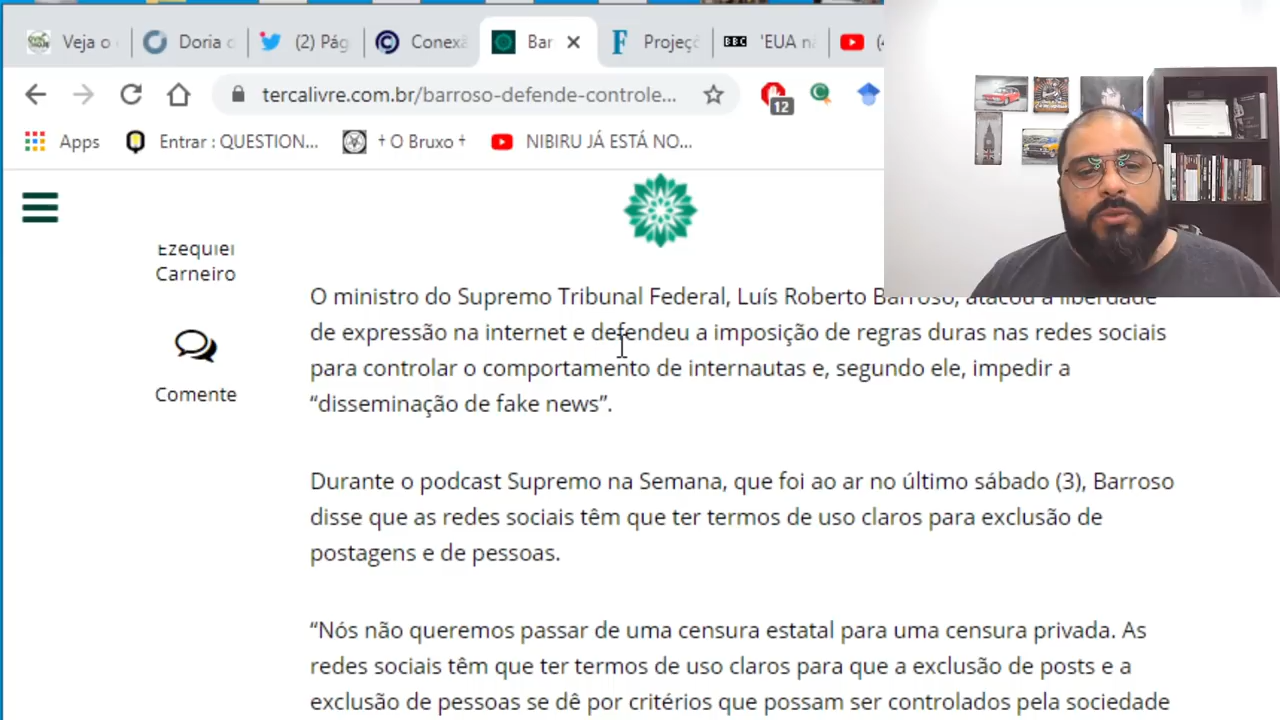 Veja o
Doria
(2) Pág
Conexã
Bar
Projeç
BBC
'EUA n
tercalivre.com.br/barroso-defende-controle...
12
Apps
Entrar : QUESTION...
† O Bruxo †
NIBIRU JÁ ESTÁ NO...
Ezequiel
Carneiro
Comente
O ministro do Supremo Tribunal Federal, Luís Roberto Barroso, atacou a liberdade
de expressão na internet e defendeu a imposição de regras duras nas redes sociais
para controlar o comportamento de internautas e, segundo ele, impedir a
“disseminação de fake news”.
Durante o podcast Supremo na Semana, que foi ao ar no último sábado (3), Barroso
disse que as redes sociais têm que ter termos de uso claros para exclusão de
postagens e de pessoas.
“Nós não queremos passar de uma censura estatal para uma censura privada. As
redes sociais têm que ter termos de uso claros para que a exclusão de posts e a
exclusão de pessoas se dê por critérios que possam ser controlados pela sociedade